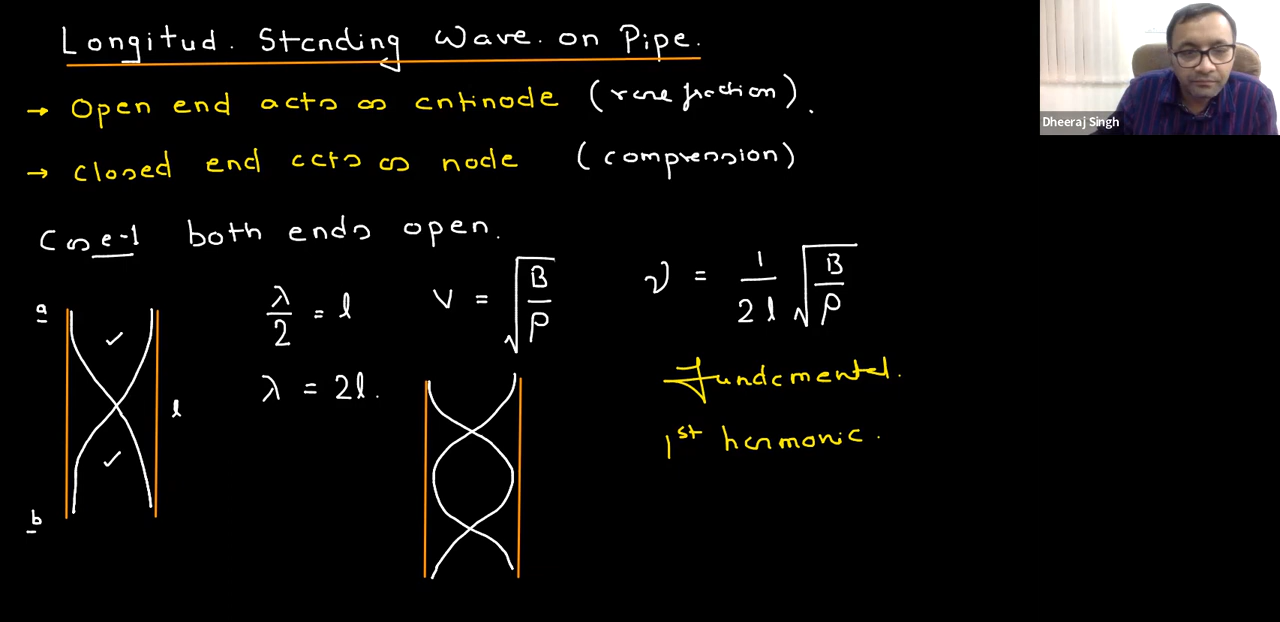 Longitud. Standing Wave on Pipe.
Dheeraj Singh
→ Open end acts as antinode (rarefraction).
→ Closed end acts as node (compression)
Case-1 both ends open.
λ/2 = l
V = √(B/ρ)
ν = 1/2l √(B/ρ)
a
λ = 2l.
l
fundamental.
1st harmonic.
b